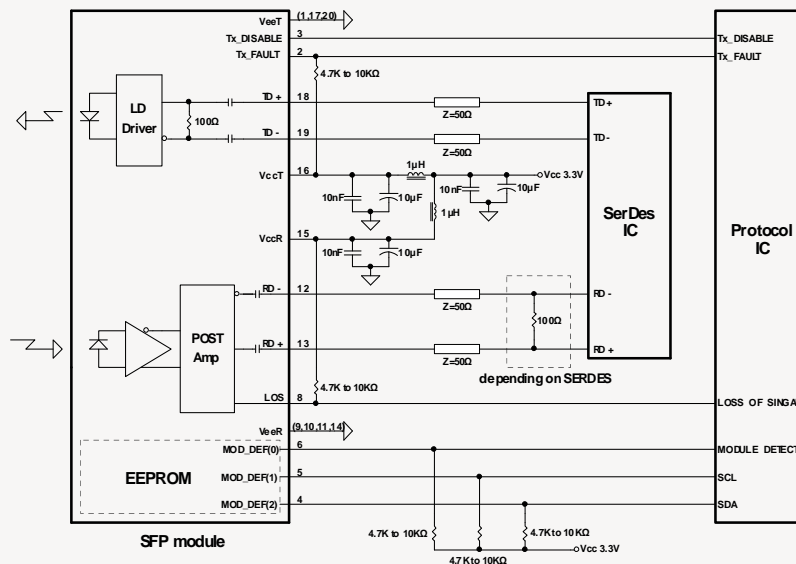 VeeT (1,17,20)
Tx_DISABLE 3 Tx_DISABLE
Tx_FAULT 2 Tx_FAULT
4.7K to 10KΩ
LD Driver
100Ω
TD+ 18 Z=50Ω TD+
TD - 19 Z=50Ω TD-
VccT 16 1μH Vcc 3.3V
10nF 10μF 10nF 10μF
1μH
SerDes IC
Protocol IC
VccR 15
10nF 10μF
RD - 12 Z=50Ω RD -
100Ω
POST Amp
RD+ 13 Z=50Ω RD+
depending on SERDES
4.7K to 10KΩ
LOS 8 LOSS OF SINGA
VeeR (9,10,11,14)
MOD_DEF(0) 6 MODULE DETECT
EEPROM
MOD_DEF(1) 5 SCL
MOD_DEF(2) 4 SDA
4.7K to 10KΩ 4.7K to 10KΩ 4.7K to 10KΩ
Vcc 3.3V
SFP module